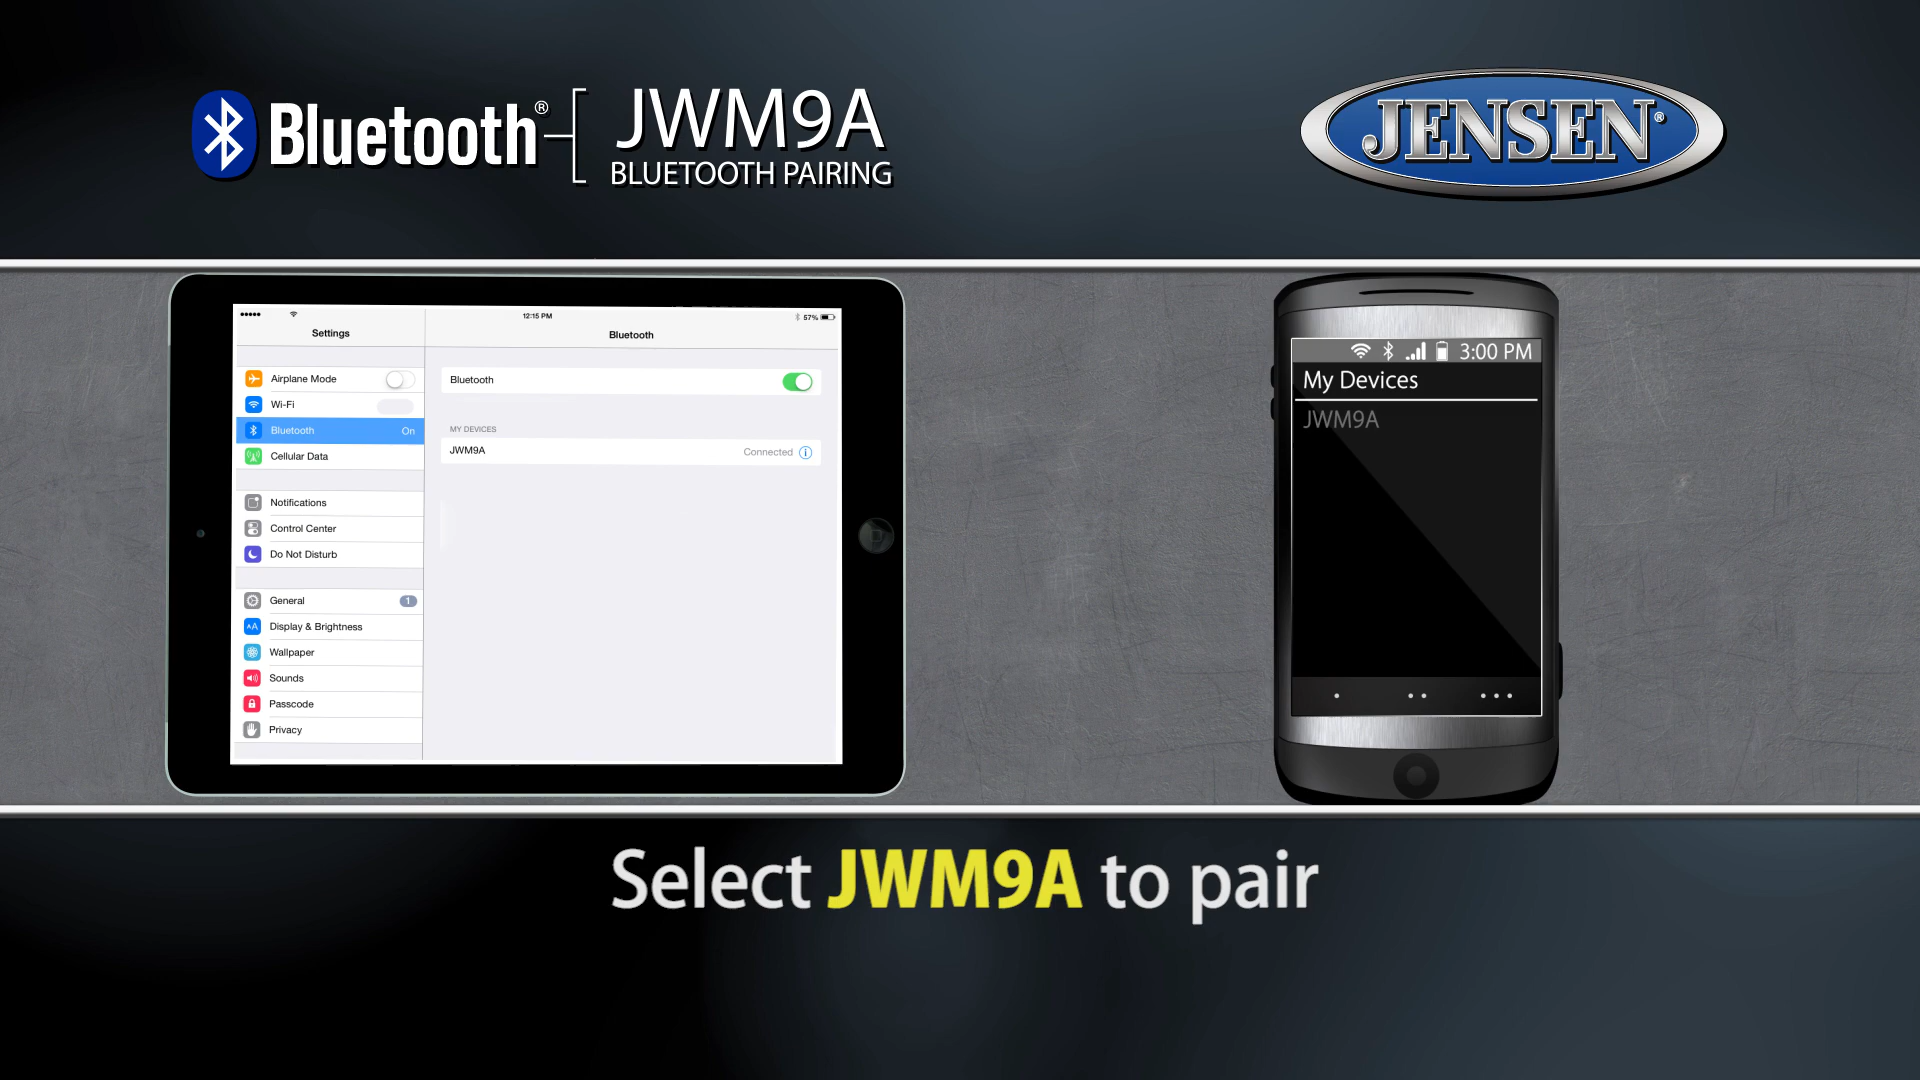 Bluetooth®
JWM9A
BLUETOOTH PAIRING
JENSEN®
12:15 PM
57%
Settings
Bluetooth
Airplane Mode
Wi-Fi
Bluetooth On
Cellular Data
Notifications
Control Center
Do Not Disturb
General 1
AA Display & Brightness
Wallpaper
Sounds
Passcode
Privacy
Bluetooth
MY DEVICES
JWM9A Connected i
3:00 PM
My Devices
JWM9A
Select JWM9A to pair